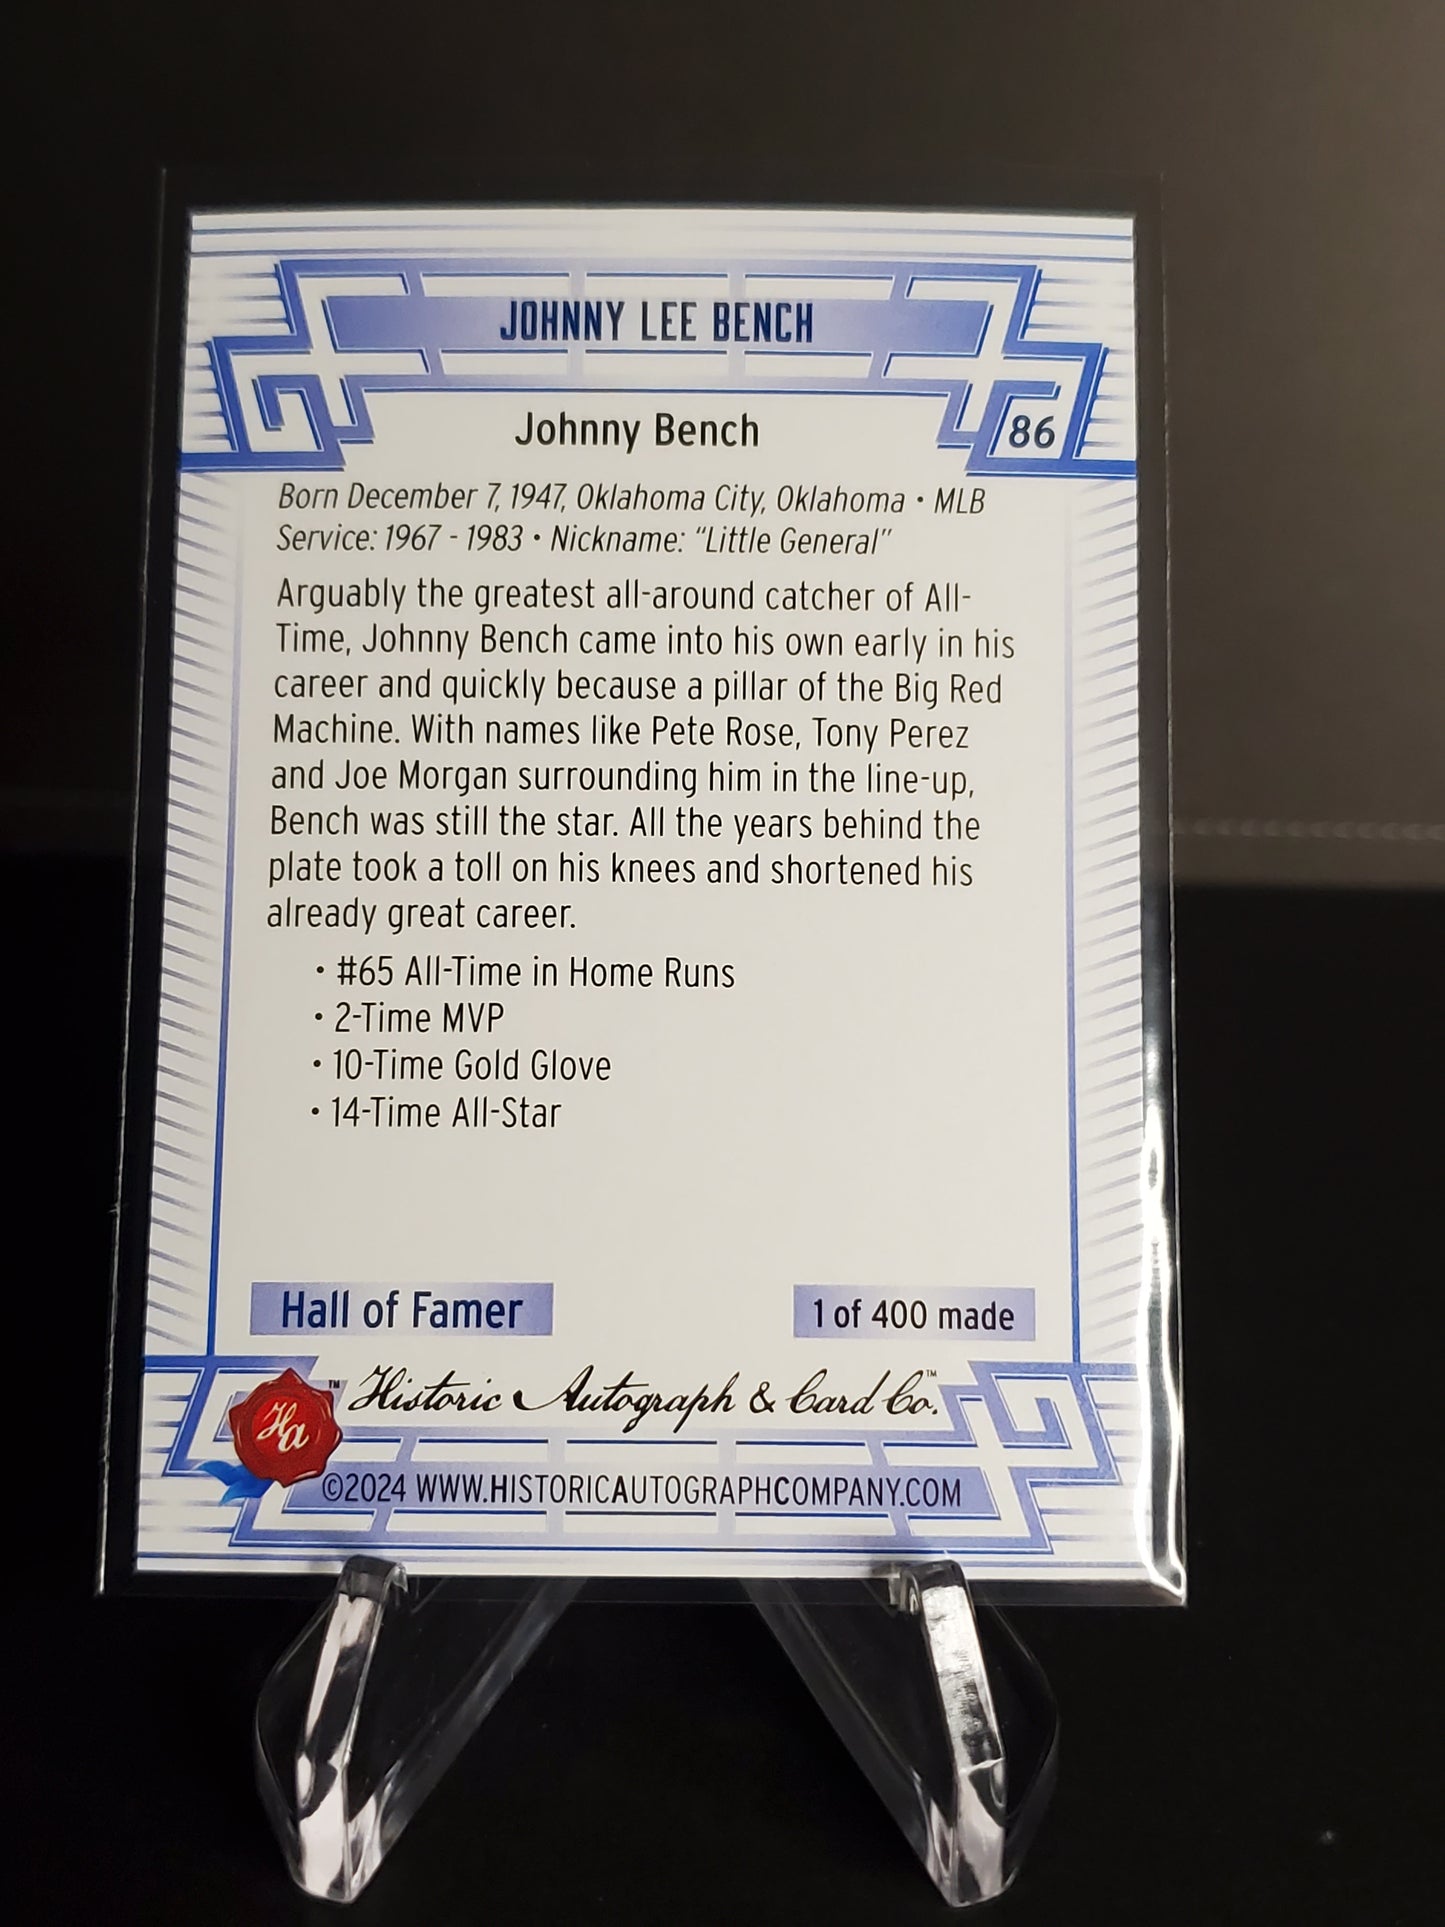 JOHNNY LEE BENCH
Johnny Bench
86
Born December 7, 1947, Oklahoma City, Oklahoma • MLB
Service: 1967 - 1983 • Nickname: “Little General”
Arguably the greatest all-around catcher of All-
Time, Johnny Bench came into his own early in his
career and quickly because a pillar of the Big Red
Machine. With names like Pete Rose, Tony Perez
and Joe Morgan surrounding him in the line-up,
Bench was still the star. All the years behind the
plate took a toll on his knees and shortened his
already great career.
• #65 All-Time in Home Runs
• 2-Time MVP
• 10-Time Gold Glove
• 14-Time All-Star
Hall of Famer
1 of 400 made
Ha ™ Historic Autograph & Card Co.™
©2024 WWW.HISTORICAUTOGRAPHCOMPANY.COM